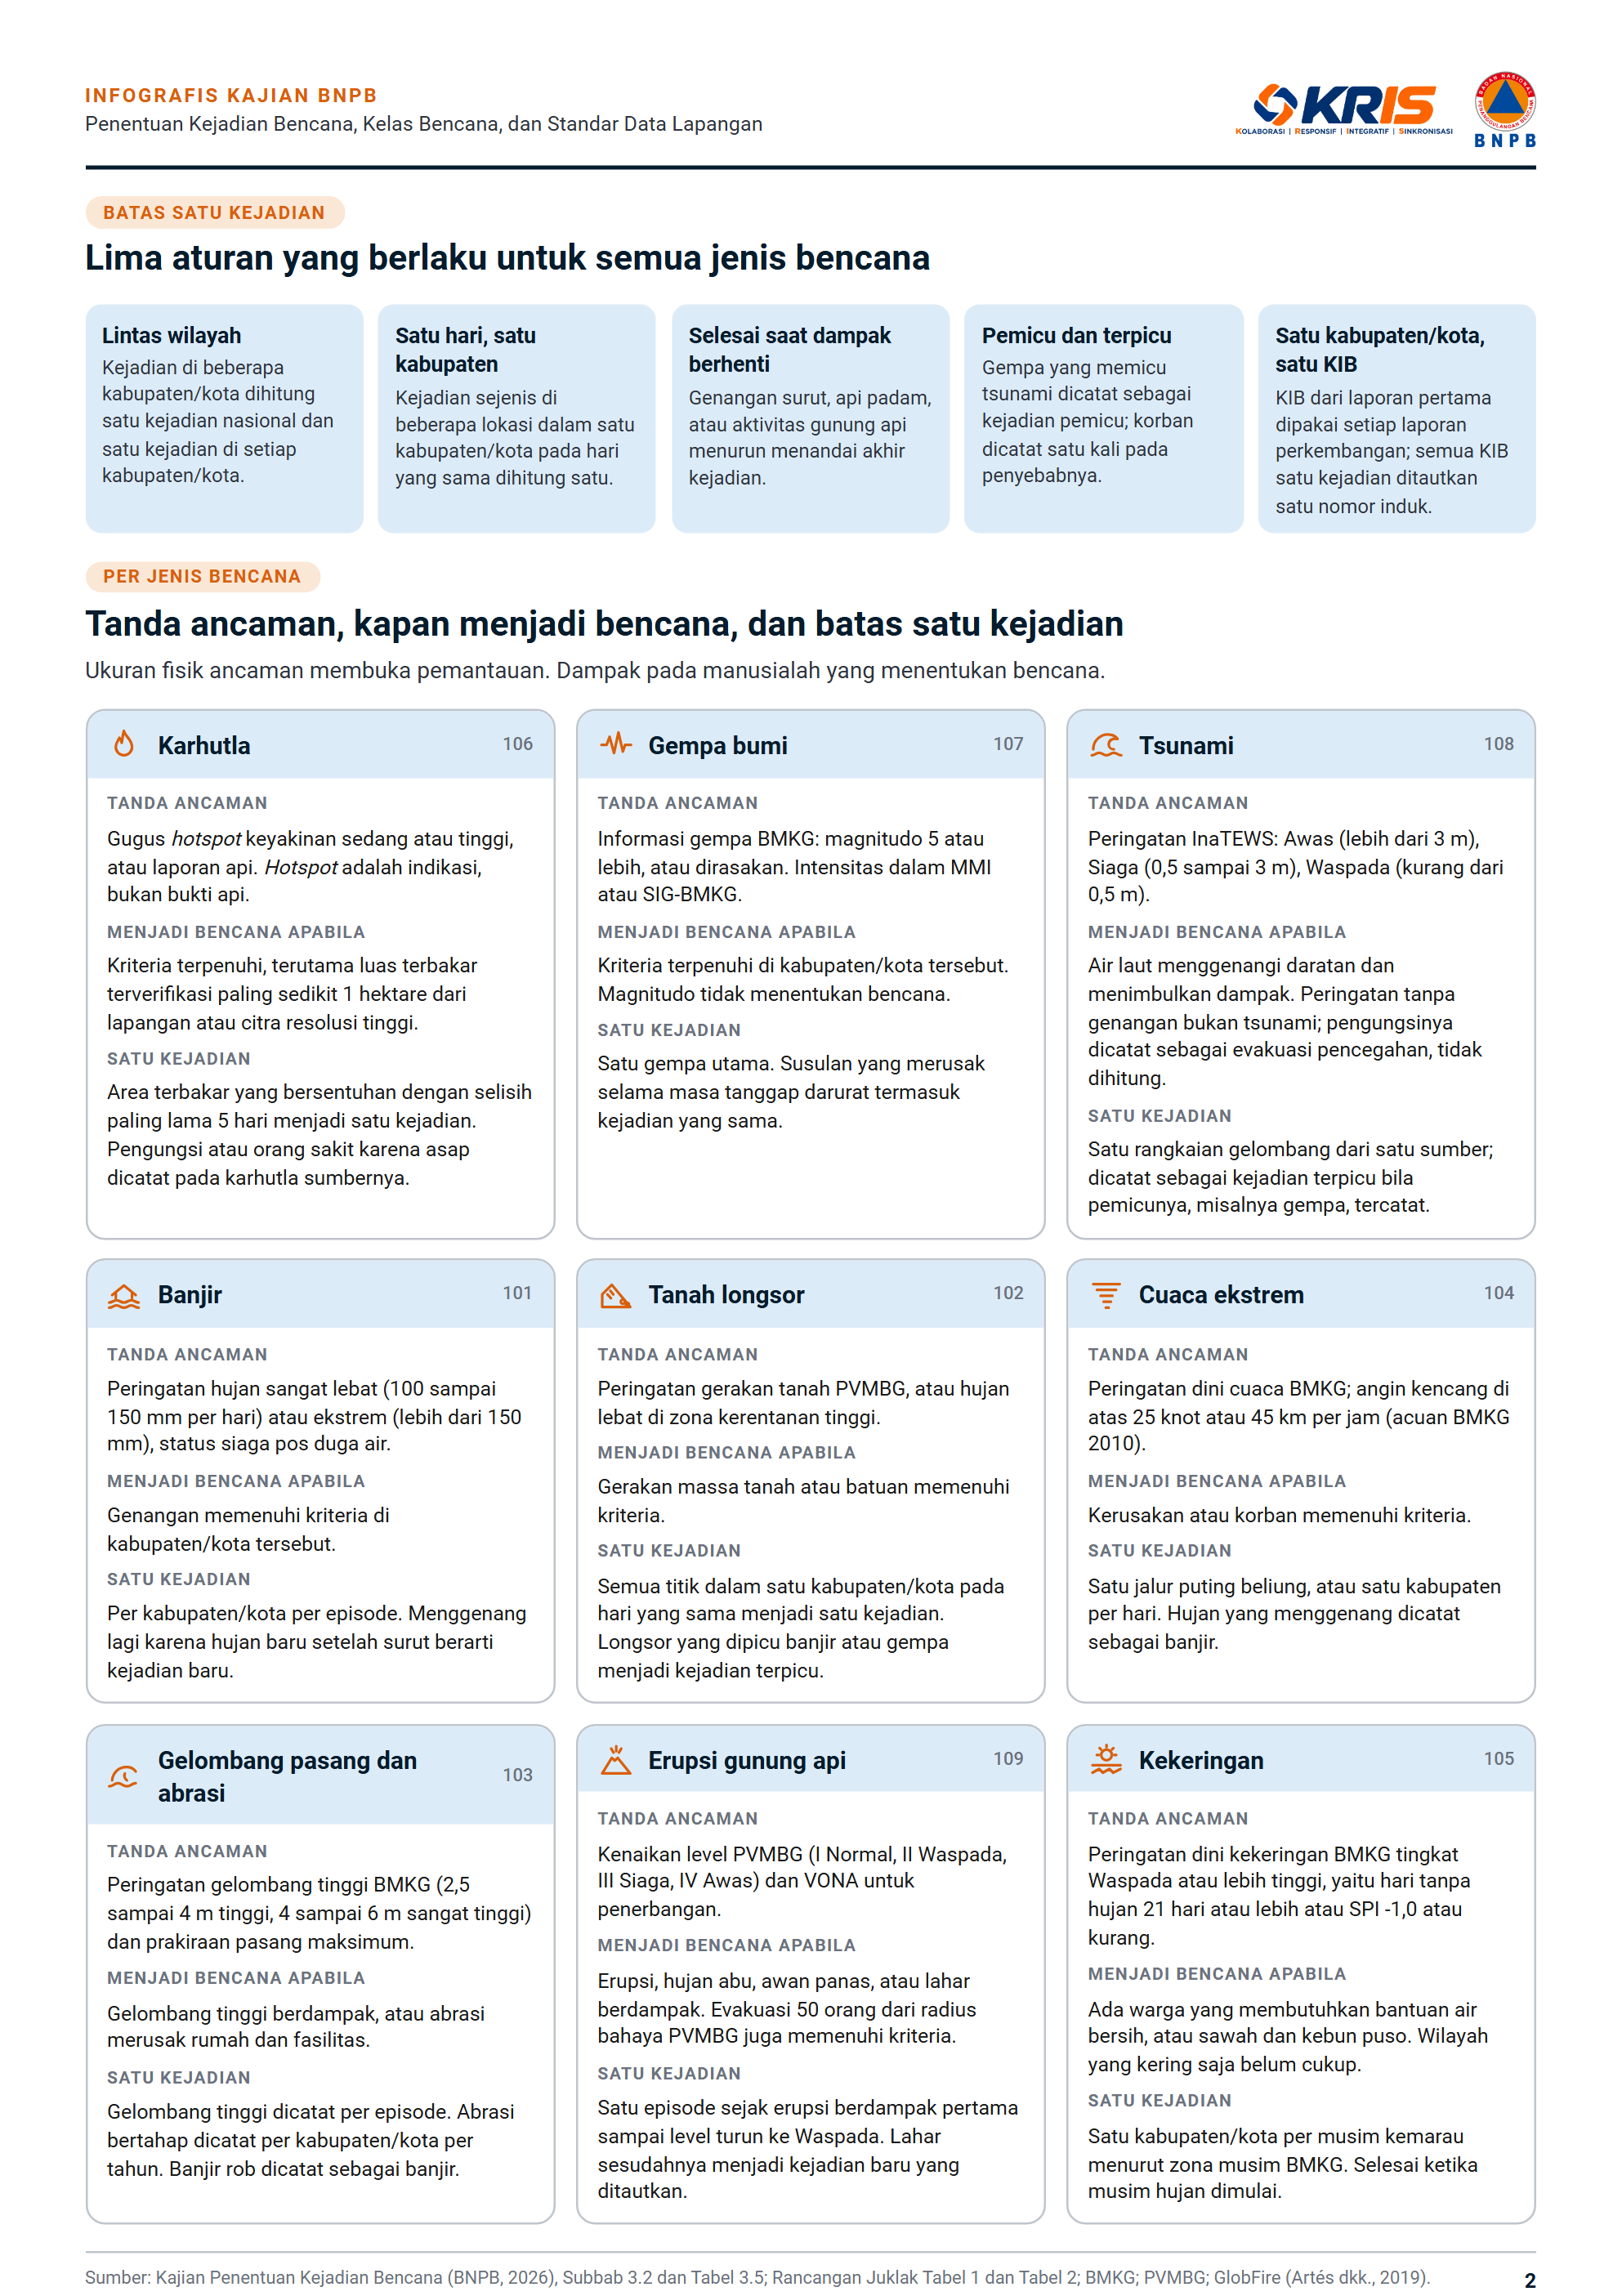 INFOGRAFIS KAJIAN BNPB
Penentuan Kejadian Bencana, Kelas Bencana, dan Standar Data Lapangan
KRIS
KOLABORASI | RESPONSIF | INTEGRATIF | SINKRONISASI
BADAN NASIONAL
PENANGGULANGAN BENCANA
BNPB
BATAS SATU KEJADIAN
Lima aturan yang berlaku untuk semua jenis bencana
Lintas wilayah
Kejadian di beberapa
kabupaten/kota dihitung
satu kejadian nasional dan
satu kejadian di setiap
kabupaten/kota.
Satu hari, satu
kabupaten
Kejadian sejenis di
beberapa lokasi dalam satu
kabupaten/kota pada hari
yang sama dihitung satu.
Selesai saat dampak
berhenti
Genangan surut, api padam,
atau aktivitas gunung api
menurun menandai akhir
kejadian.
Pemicu dan terpicu
Gempa yang memicu
tsunami dicatat sebagai
kejadian pemicu; korban
dicatat satu kali pada
penyebabnya.
Satu kabupaten/kota,
satu KIB
KIB dari laporan pertama
dipakai setiap laporan
perkembangan; semua KIB
satu kejadian ditautkan
satu nomor induk.
PER JENIS BENCANA
Tanda ancaman, kapan menjadi bencana, dan batas satu kejadian
Ukuran fisik ancaman membuka pemantauan. Dampak pada manusialah yang menentukan bencana.
Karhutla 106
TANDA ANCAMAN
Gugus hotspot keyakinan sedang atau tinggi,
atau laporan api. Hotspot adalah indikasi,
bukan bukti api.
MENJADI BENCANA APABILA
Kriteria terpenuhi, terutama luas terbakar
terverifikasi paling sedikit 1 hektare dari
lapangan atau citra resolusi tinggi.
SATU KEJADIAN
Area terbakar yang bersentuhan dengan selisih
paling lama 5 hari menjadi satu kejadian.
Pengungsi atau orang sakit karena asap
dicatat pada karhutla sumbernya.
Gempa bumi 107
TANDA ANCAMAN
Informasi gempa BMKG: magnitudo 5 atau
lebih, atau dirasakan. Intensitas dalam MMI
atau SIG-BMKG.
MENJADI BENCANA APABILA
Kriteria terpenuhi di kabupaten/kota tersebut.
Magnitudo tidak menentukan bencana.
SATU KEJADIAN
Satu gempa utama. Susulan yang merusak
selama masa tanggap darurat termasuk
kejadian yang sama.
Tsunami 108
TANDA ANCAMAN
Peringatan InaTEWS: Awas (lebih dari 3 m),
Siaga (0,5 sampai 3 m), Waspada (kurang dari
0,5 m).
MENJADI BENCANA APABILA
Air laut menggenangi daratan dan
menimbulkan dampak. Peringatan tanpa
genangan bukan tsunami; pengungsinya
dicatat sebagai evakuasi pencegahan, tidak
dihitung.
SATU KEJADIAN
Satu rangkaian gelombang dari satu sumber;
dicatat sebagai kejadian terpicu bila
pemicunya, misalnya gempa, tercatat.
Banjir 101
TANDA ANCAMAN
Peringatan hujan sangat lebat (100 sampai
150 mm per hari) atau ekstrem (lebih dari 150
mm), status siaga pos duga air.
MENJADI BENCANA APABILA
Genangan memenuhi kriteria di
kabupaten/kota tersebut.
SATU KEJADIAN
Per kabupaten/kota per episode. Menggenang
lagi karena hujan baru setelah surut berarti
kejadian baru.
Tanah longsor 102
TANDA ANCAMAN
Peringatan gerakan tanah PVMBG, atau hujan
lebat di zona kerentanan tinggi.
MENJADI BENCANA APABILA
Gerakan massa tanah atau batuan memenuhi
kriteria.
SATU KEJADIAN
Semua titik dalam satu kabupaten/kota pada
hari yang sama menjadi satu kejadian.
Longsor yang dipicu banjir atau gempa
menjadi kejadian terpicu.
Cuaca ekstrem 104
TANDA ANCAMAN
Peringatan dini cuaca BMKG; angin kencang di
atas 25 knot atau 45 km per jam (acuan BMKG
2010).
MENJADI BENCANA APABILA
Kerusakan atau korban memenuhi kriteria.
SATU KEJADIAN
Satu jalur puting beliung, atau satu kabupaten
per hari. Hujan yang menggenang dicatat
sebagai banjir.
Gelombang pasang dan
abrasi 103
TANDA ANCAMAN
Peringatan gelombang tinggi BMKG (2,5
sampai 4 m tinggi, 4 sampai 6 m sangat tinggi)
dan prakiraan pasang maksimum.
MENJADI BENCANA APABILA
Gelombang tinggi berdampak, atau abrasi
merusak rumah dan fasilitas.
SATU KEJADIAN
Gelombang tinggi dicatat per episode. Abrasi
bertahap dicatat per kabupaten/kota per
tahun. Banjir rob dicatat sebagai banjir.
Erupsi gunung api 109
TANDA ANCAMAN
Kenaikan level PVMBG (I Normal, II Waspada,
III Siaga, IV Awas) dan VONA untuk
penerbangan.
MENJADI BENCANA APABILA
Erupsi, hujan abu, awan panas, atau lahar
berdampak. Evakuasi 50 orang dari radius
bahaya PVMBG juga memenuhi kriteria.
SATU KEJADIAN
Satu episode sejak erupsi berdampak pertama
sampai level turun ke Waspada. Lahar
sesudahnya menjadi kejadian baru yang
ditautkan.
Kekeringan 105
TANDA ANCAMAN
Peringatan dini kekeringan BMKG tingkat
Waspada atau lebih tinggi, yaitu hari tanpa
hujan 21 hari atau lebih atau SPI -1,0 atau
kurang.
MENJADI BENCANA APABILA
Ada warga yang membutuhkan bantuan air
bersih, atau sawah dan kebun puso. Wilayah
yang kering saja belum cukup.
SATU KEJADIAN
Satu kabupaten/kota per musim kemarau
menurut zona musim BMKG. Selesai ketika
musim hujan dimulai.
Sumber: Kajian Penentuan Kejadian Bencana (BNPB, 2026), Subbab 3.2 dan Tabel 3.5; Rancangan Juklak Tabel 1 dan Tabel 2; BMKG; PVMBG; GlobFire (Artés dkk., 2019).
2